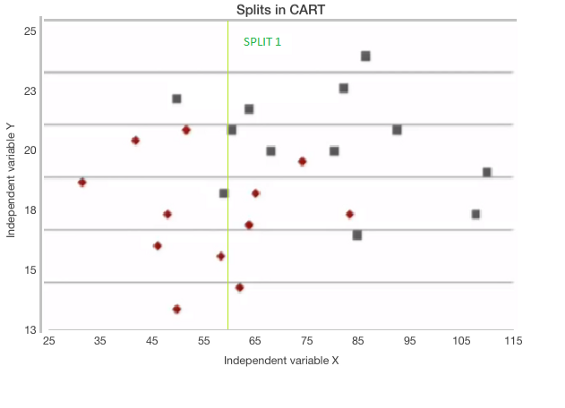 Splits in CART
25
SPLIT 1
23
20
18
15
13
Independent variable Y
25 35 45 55 65 75 85 95 105 115
Independent variable X